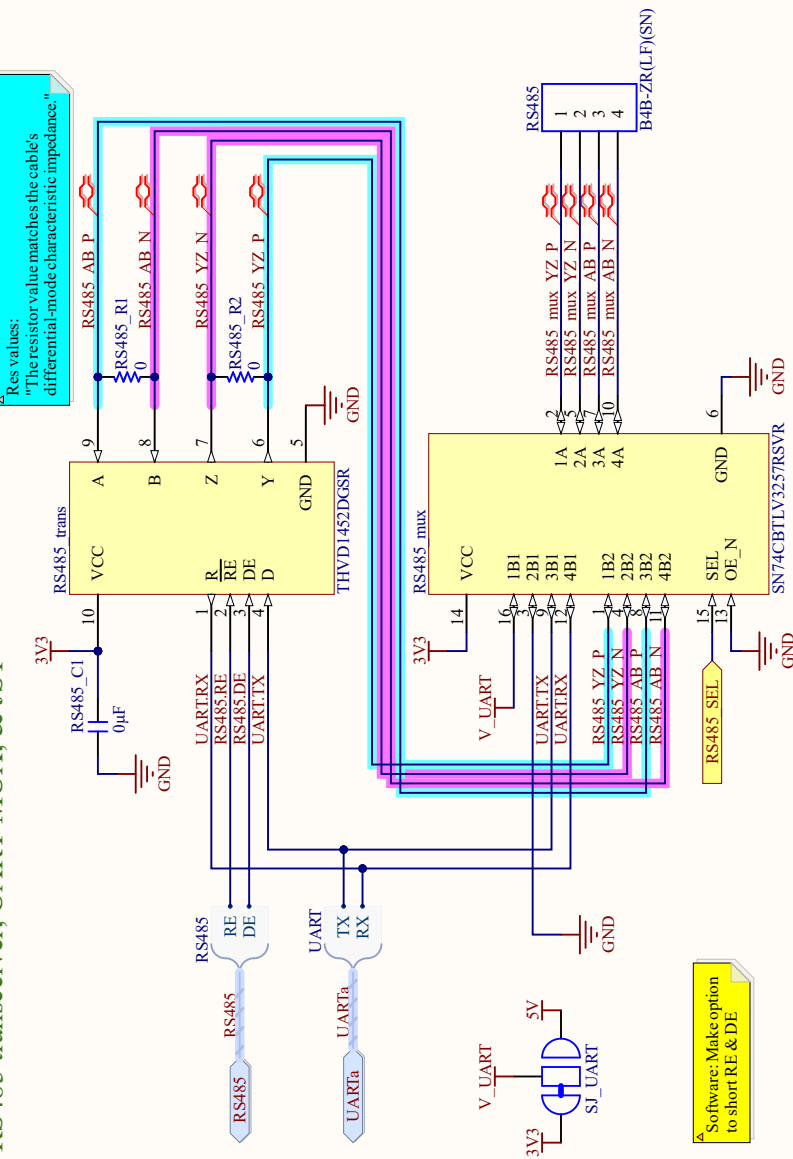 RS485 transceiver, UART MUX, & JST
Res values:
"The resistor value matches the cable's
differential-mode characteristic impedance."
3V3
RS485_C1
0µF
GND
RS485_trans
10
VCC
A
9
B
8
Z
7
Y
6
GND
5
GND
R
1
RE
2
DE
3
D
4
THVD1452DGSR
RS485_AB_P
RS485_R1
0
RS485_AB_N
RS485_YZ_N
RS485_R2
0
RS485_YZ_P
UART.RX
RS485.RE
RS485.DE
UART.TX
RS485
RS485
RS485
RE
DE
UARTa
UARTa
UART
TX
RX
3V3
RS485_mux
14
VCC
V_UART
16
1B1
3
2B1
UART.TX
9
3B1
UART.RX
12
4B1
RS485_YZ_P
1
1B2
RS485_YZ_N
4
2B2
RS485_AB_P
8
3B2
RS485_AB_N
11
4B2
RS485_SEL
15
SEL
13
OE_N
GND
GND
1A
2
2A
5
3A
7
4A
10
GND
6
GND
SN74CBTLV3257RSVR
RS485_mux_YZ_P
RS485_mux_YZ_N
RS485_mux_AB_P
RS485_mux_AB_N
RS485
1
2
3
4
B4B-ZR(LF)(SN)
V_UART
3V3
5V
SJ_UART
Software: Make option
to short RE & DE